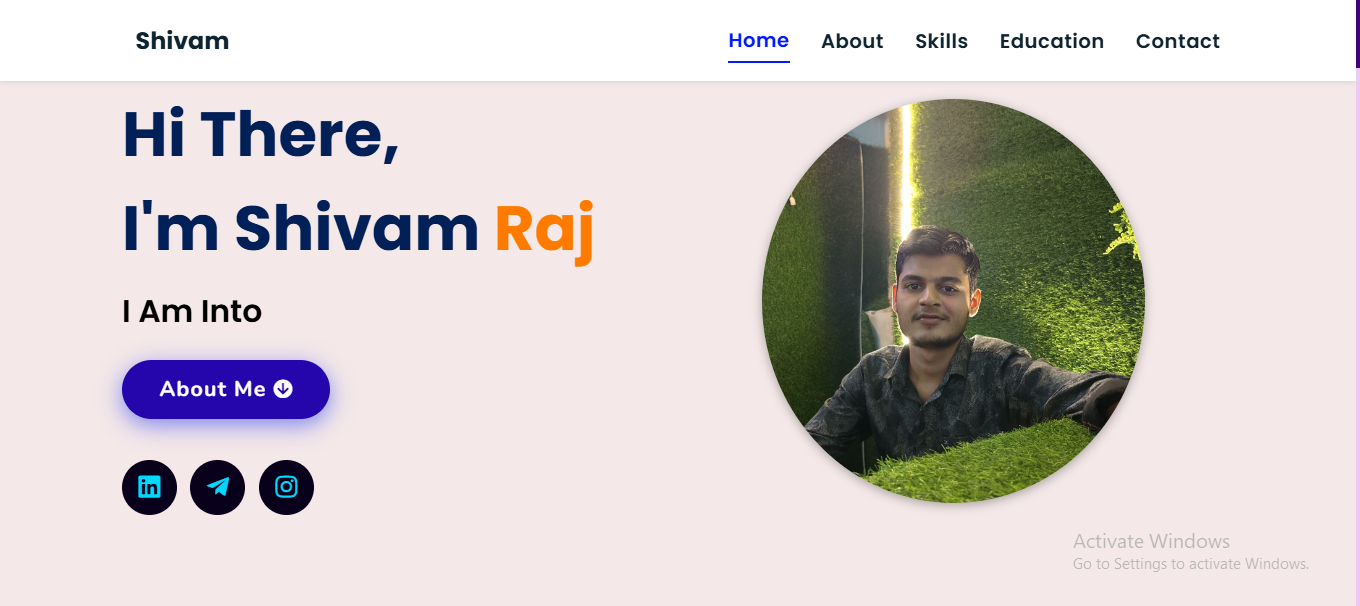 Shivam
Home About Skills Education Contact
Hi There,
I'm Shivam Raj
I Am Into
About Me
in
Activate Windows
Go to Settings to activate Windows.